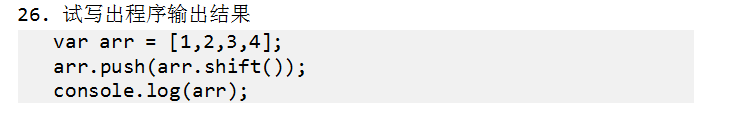 26. 试写出程序输出结果
var arr = [1,2,3,4];
arr.push(arr.shift());
console.log(arr);